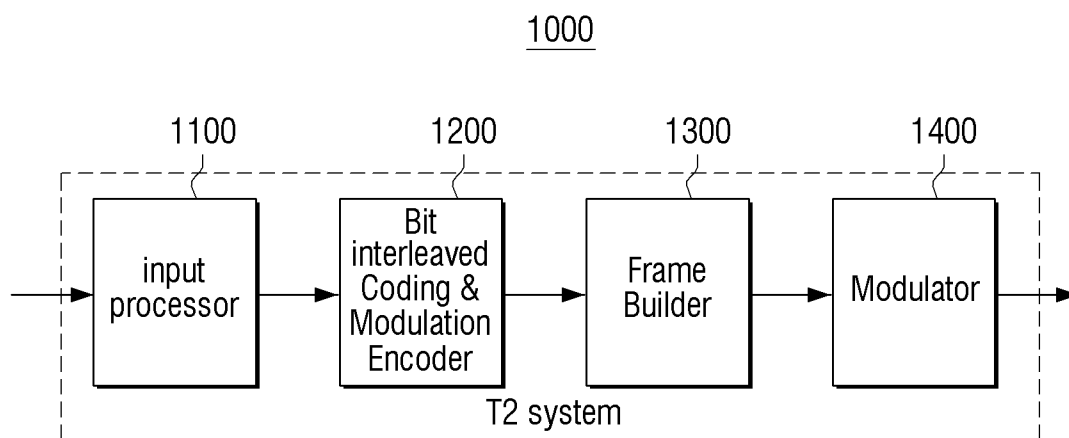 1000
1100
1200
1300
1400
input
processor
Bit
interleaved
Coding &
Modulation
Encoder
Frame
Builder
Modulator
T2 system